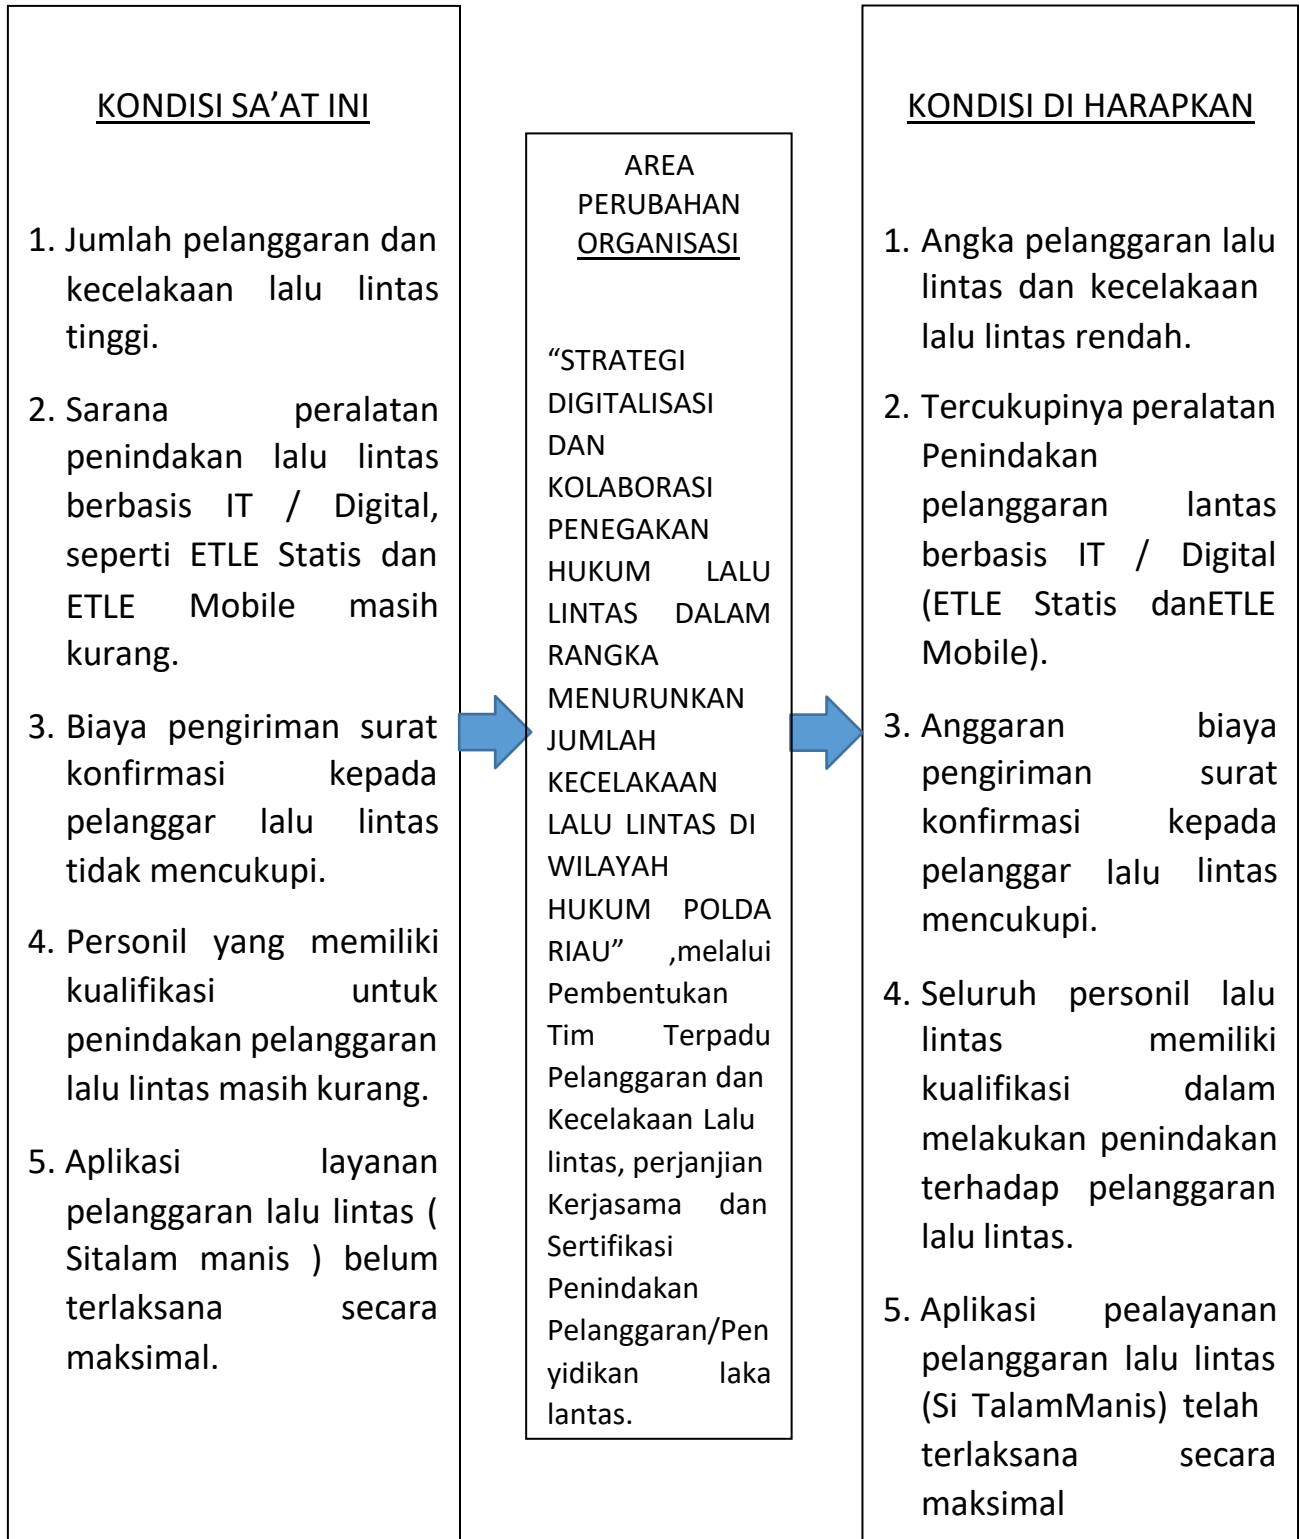 KONDISI SA’AT INI
1. Jumlah pelanggaran dan
kecelakaan lalu lintas
tinggi.
2. Sarana peralatan
penindakan lalu lintas
berbasis IT / Digital,
seperti ETLE Statis dan
ETLE Mobile masih
kurang.
3. Biaya pengiriman surat
konfirmasi kepada
pelanggar lalu lintas
tidak mencukupi.
4. Personil yang memiliki
kualifikasi untuk
penindakan pelanggaran
lalu lintas masih kurang.
5. Aplikasi layanan
pelanggaran lalu lintas (
Sitalam manis ) belum
terlaksana secara
maksimal.
AREA
PERUBAHAN
ORGANISASI
“STRATEGI
DIGITALISASI
DAN
KOLABORASI
PENEGAKAN
HUKUM LALU
LINTAS DALAM
RANGKA
MENURUNKAN
JUMLAH
KECELAKAAN
LALU LINTAS DI
WILAYAH
HUKUM POLDA
RIAU” ,melalui
Pembentukan
Tim Terpadu
Pelanggaran dan
Kecelakaan Lalu
lintas, perjanjian
Kerjasama dan
Sertifikasi
Penindakan
Pelanggaran/Pen
yidikan laka
lantas.
KONDISI DI HARAPKAN
1. Angka pelanggaran lalu
lintas dan kecelakaan
lalu lintas rendah.
2. Tercukupinya peralatan
Penindakan
pelanggaran lantas
berbasis IT / Digital
(ETLE Statis danETLE
Mobile).
3. Anggaran biaya
pengiriman surat
konfirmasi kepada
pelanggar lalu lintas
mencukupi.
4. Seluruh personil lalu
lintas memiliki
kualifikasi dalam
melakukan penindakan
terhadap pelanggaran
lalu lintas.
5. Aplikasi pealayanan
pelanggaran lalu lintas
(Si TalamManis) telah
terlaksana secara
maksimal